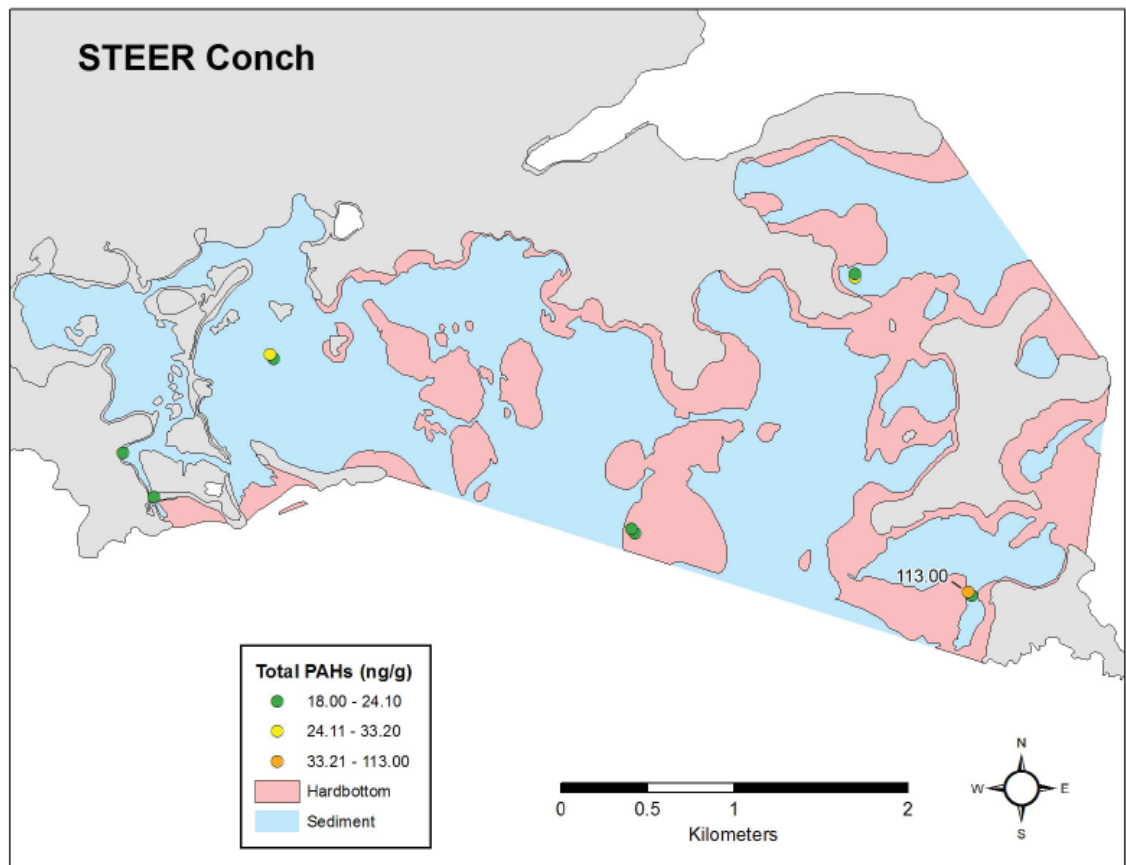 STEER Conch
113.00
Total PAHs (ng/g)
18.00 - 24.10
24.11 - 33.20
33.21 - 113.00
Hardbottom
Sediment
0 0.5 1 2
Kilometers
N
W E
S